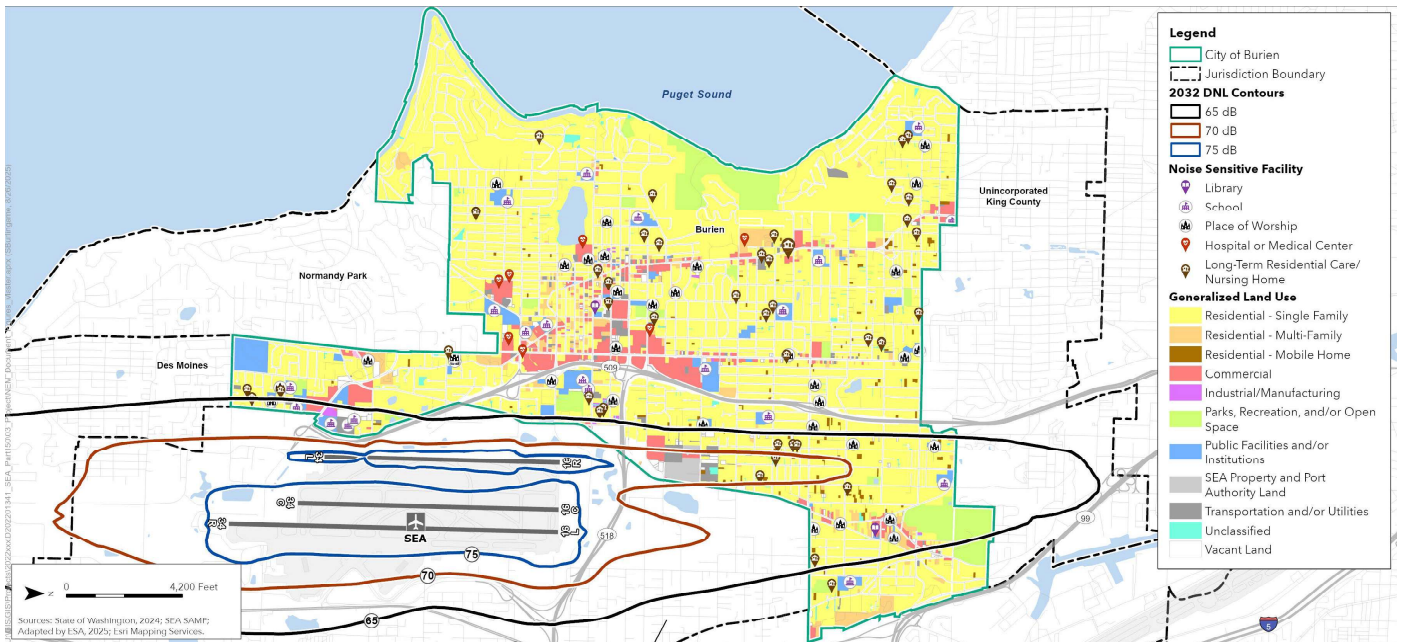 Puget Sound
Burien
Normandy Park
Des Moines
Unincorporated
King County
509
518
99
5
SEA
75
70
65
Legend
City of Burien
Jurisdiction Boundary
2032 DNL Contours
65 dB
70 dB
75 dB
Noise Sensitive Facility
Library
School
Place of Worship
Hospital or Medical Center
Long-Term Residential Care/
Nursing Home
Generalized Land Use
Residential - Single Family
Residential - Multi-Family
Residential - Mobile Home
Commercial
Industrial/Manufacturing
Parks, Recreation, and/or Open
Space
Public Facilities and/or
Institutions
SEA Property and Port
Authority Land
Transportation and/or Utilities
Unclassified
Vacant Land
N
0 4,200 Feet
Sources: State of Washington, 2024; SEA SAMP;
Adapted by ESA, 2025; Esri Mapping Services.